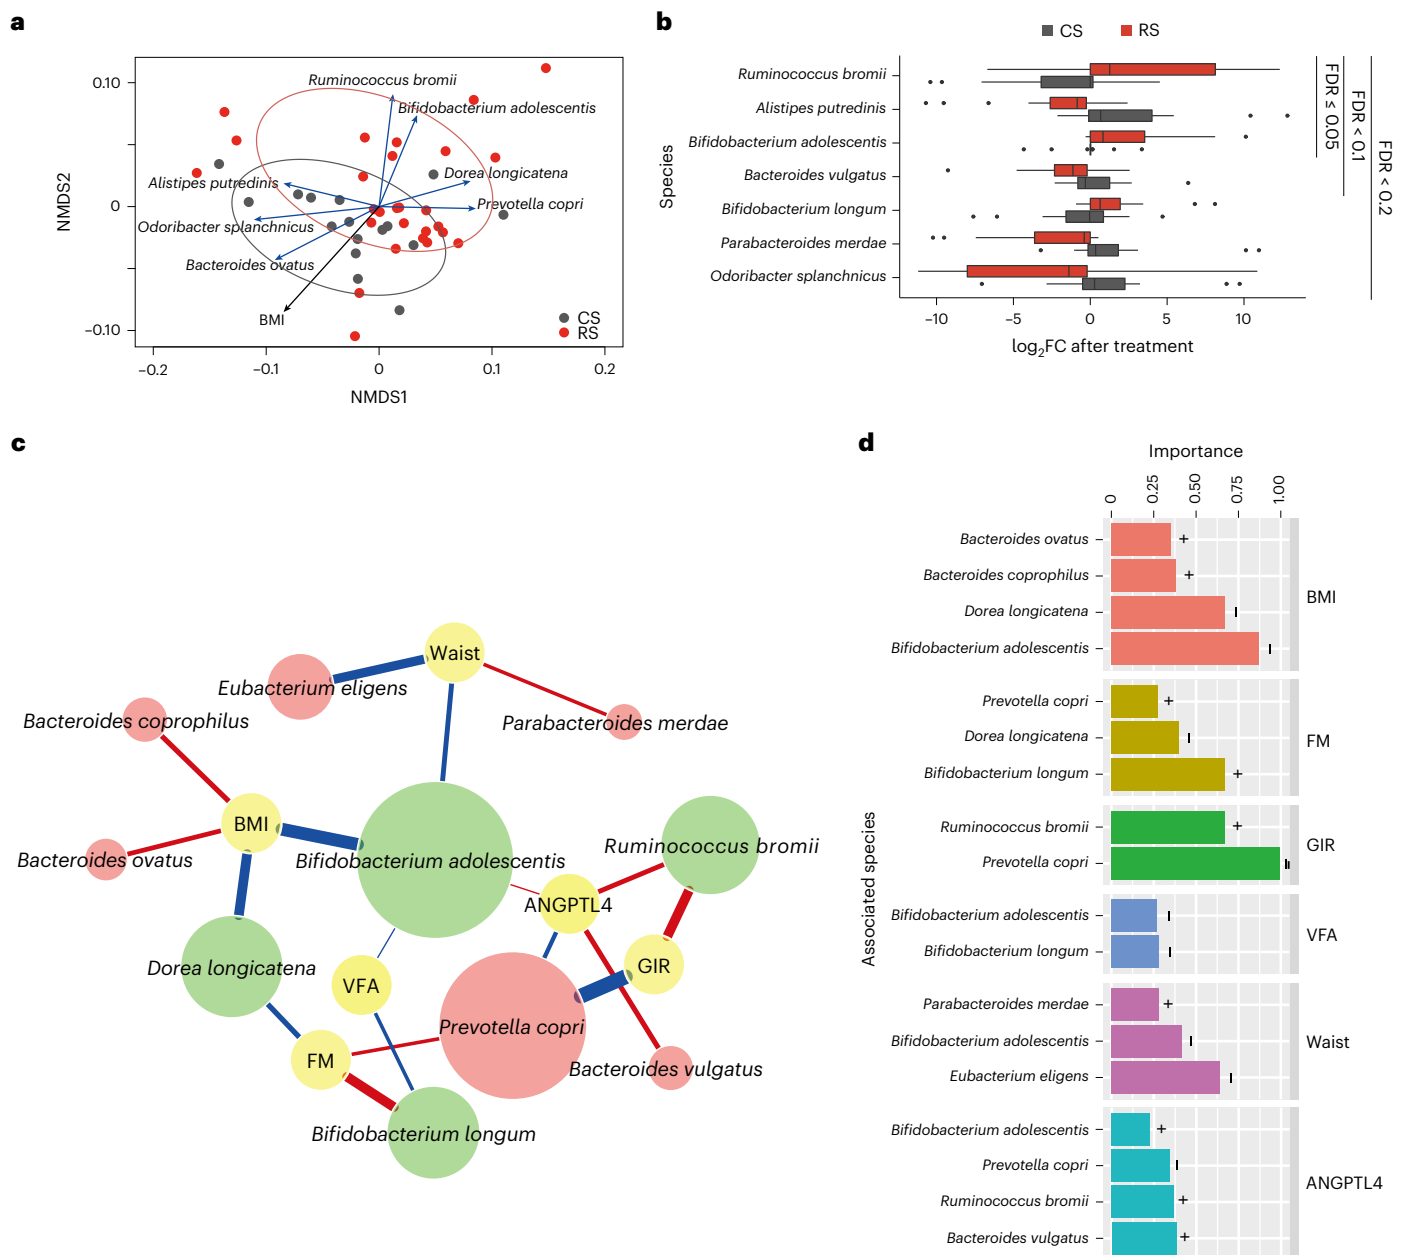 a
Ruminococcus bromii
Bifidobacterium adolescentis
Dorea longicatena
Alistipes putredinis
Prevotella copri
Odoribacter splanchnicus
Bacteroides ovatus
BMI
CS
RS
0.10
0
–0.10
NMDS2
–0.2
–0.1
0
0.1
0.2
NMDS1
b
CS
RS
Species
Ruminococcus bromii
Alistipes putredinis
Bifidobacterium adolescentis
Bacteroides vulgatus
Bifidobacterium longum
Parabacteroides merdae
Odoribacter splanchnicus
FDR ≤ 0.05
FDR < 0.1
FDR < 0.2
–10
–5
0
5
10
log2FC after treatment
c
Waist
Eubacterium eligens
Bacteroides coprophilus
Parabacteroides merdae
BMI
Bacteroides ovatus
Bifidobacterium adolescentis
Ruminococcus bromii
ANGPTL4
Dorea longicatena
VFA
GIR
Prevotella copri
FM
Bacteroides vulgatus
Bifidobacterium longum
d
Importance
0
0.25
0.50
0.75
1.00
Associated species
Bacteroides ovatus
+
Bacteroides coprophilus
+
Dorea longicatena
Bifidobacterium adolescentis
BMI
Prevotella copri
+
Dorea longicatena
Bifidobacterium longum
+
FM
Ruminococcus bromii
+
Prevotella copri
GIR
Bifidobacterium adolescentis
Bifidobacterium longum
VFA
Parabacteroides merdae
+
Bifidobacterium adolescentis
Eubacterium eligens
Waist
Bifidobacterium adolescentis
+
Prevotella copri
Ruminococcus bromii
+
Bacteroides vulgatus
+
ANGPTL4